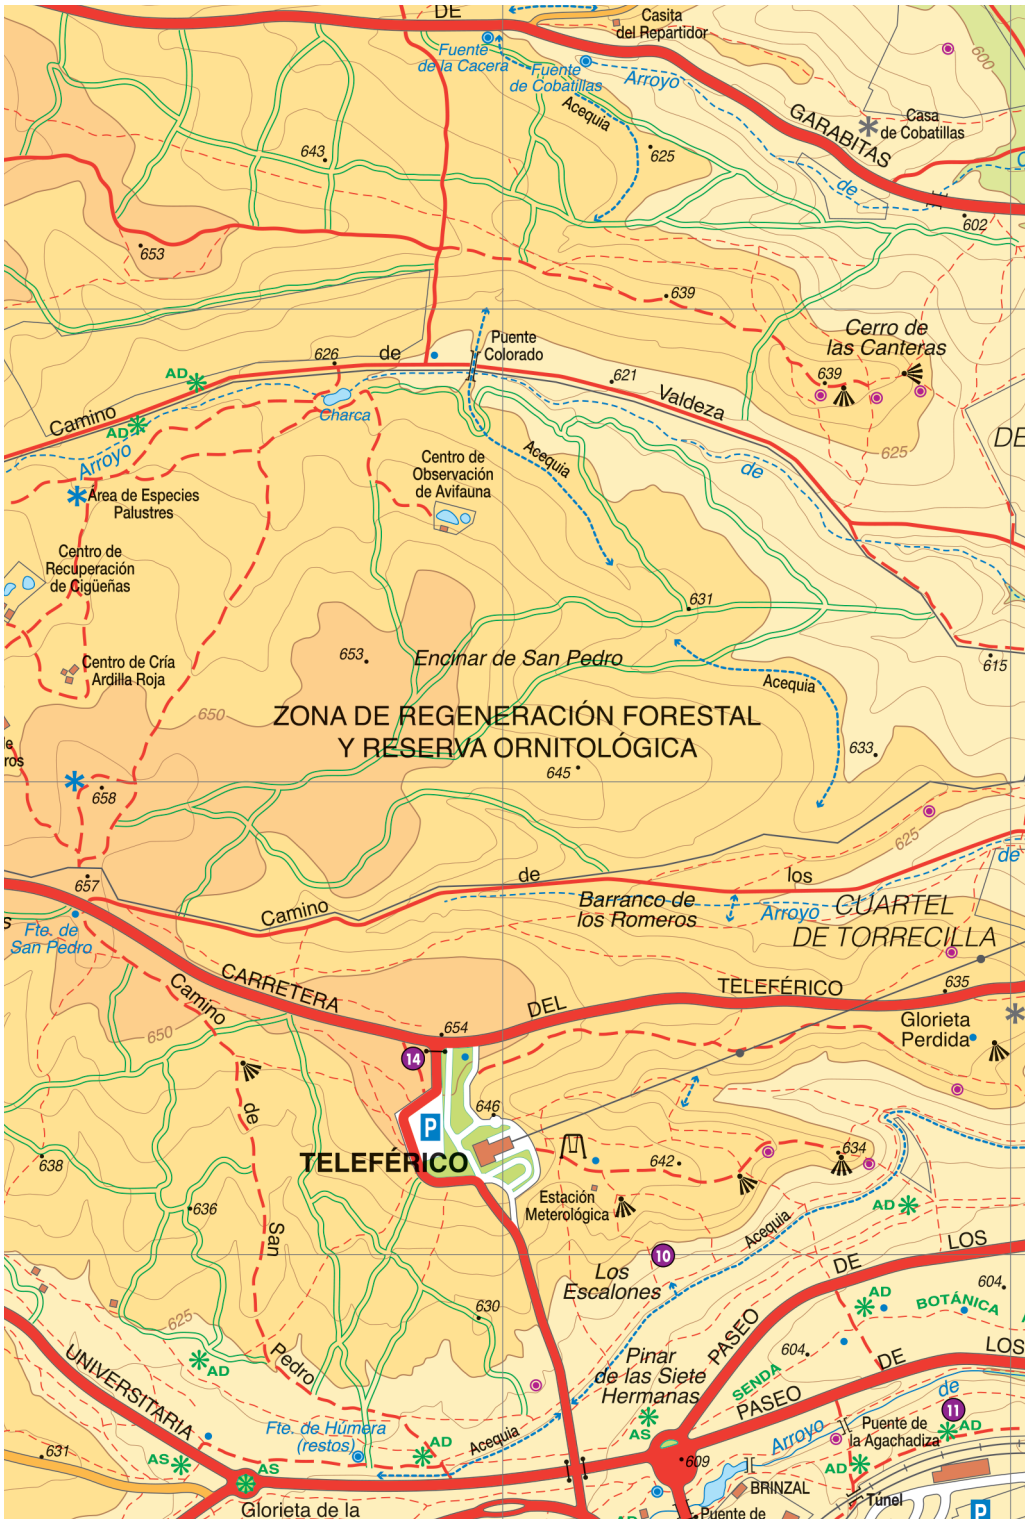 DE
Casita
del Repartidor
Fuente
de la Cacera
Fuente
de Cobatillas
Arroyo
600
Acequia
GARABITAS
Casa
de Cobatillas
643
625
de
602
653
639
Puente
Colorado
Cerro de
las Canteras
626
de
639
AD
621
Valdeza
Camino
Charca
AD
625
DE
Arroyo
Centro de
Observación
de Avifauna
Acequia
de
Área de Especies
Palustres
Centro de
Recuperación
de Cigüeñas
631
653
Encinar de San Pedro
615
Centro de Cría
Ardilla Roja
Acequia
650
ZONA DE REGENERACIÓN FORESTAL
Y RESERVA ORNITOLÓGICA
le
ros
633
645
658
625
657
de
los
de
Camino
Barranco de
los Romeros
Arroyo
CUARTEL
DE TORRECILLA
s
Fte. de
San Pedro
CARRETERA
Camino
DEL
TELEFÉRICO
635
650
654
Glorieta
Perdida
14
de
646
P
638
TELEFÉRICO
642
634
636
Estación
Meterológica
AD
San
Acequia
LOS
10
DE
Los
Escalones
604
AD
BOTÁNICA
A
625
630
PASEO
604
LOS
UNIVERSITARIA
AD
Pedro
Pinar
de las Siete
Hermanas
DE
SENDA
PASEO
de
11
Fte. de Húmera
(restos)
Acequia
AS
Arroyo
Puente de
la Agachadiza
AD
631
AD
AS
AS
609
AD
BRINZAL
Túnel
Glorieta de la
AD
Puente de
P